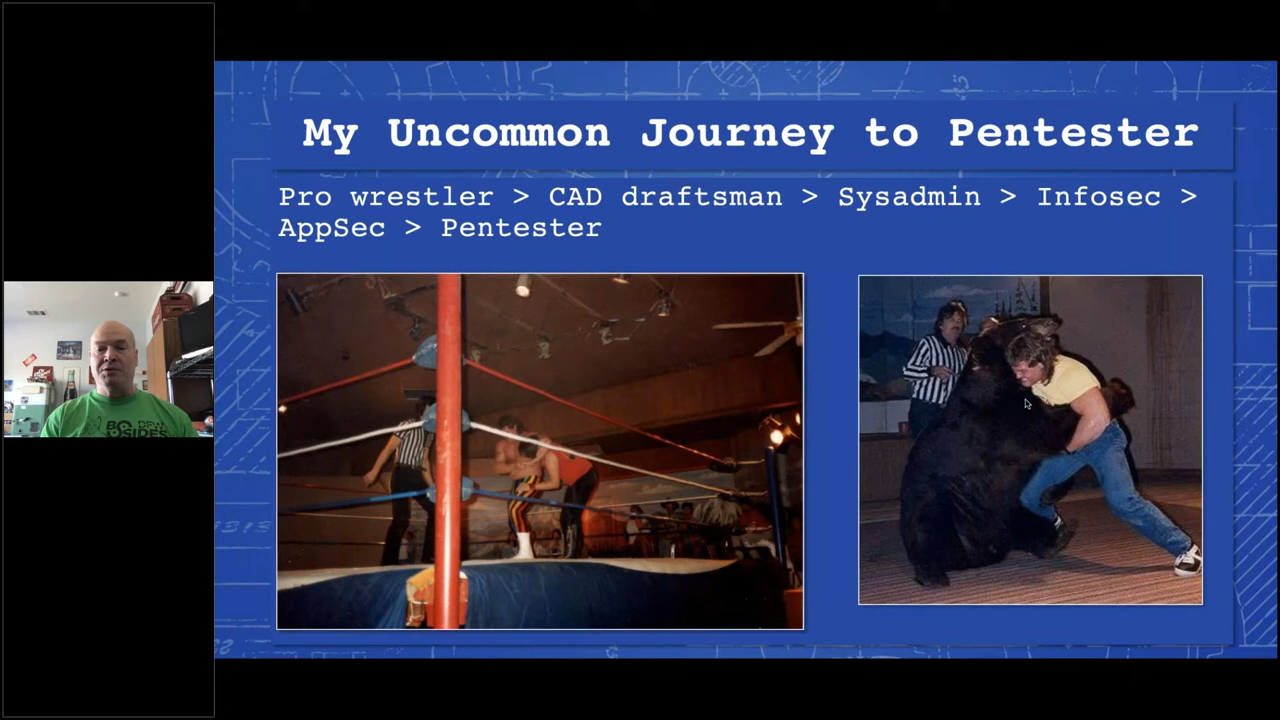 My Uncommon Journey to Pentester
Pro wrestler > CAD draftsman > Sysadmin > Infosec >
AppSec > Pentester